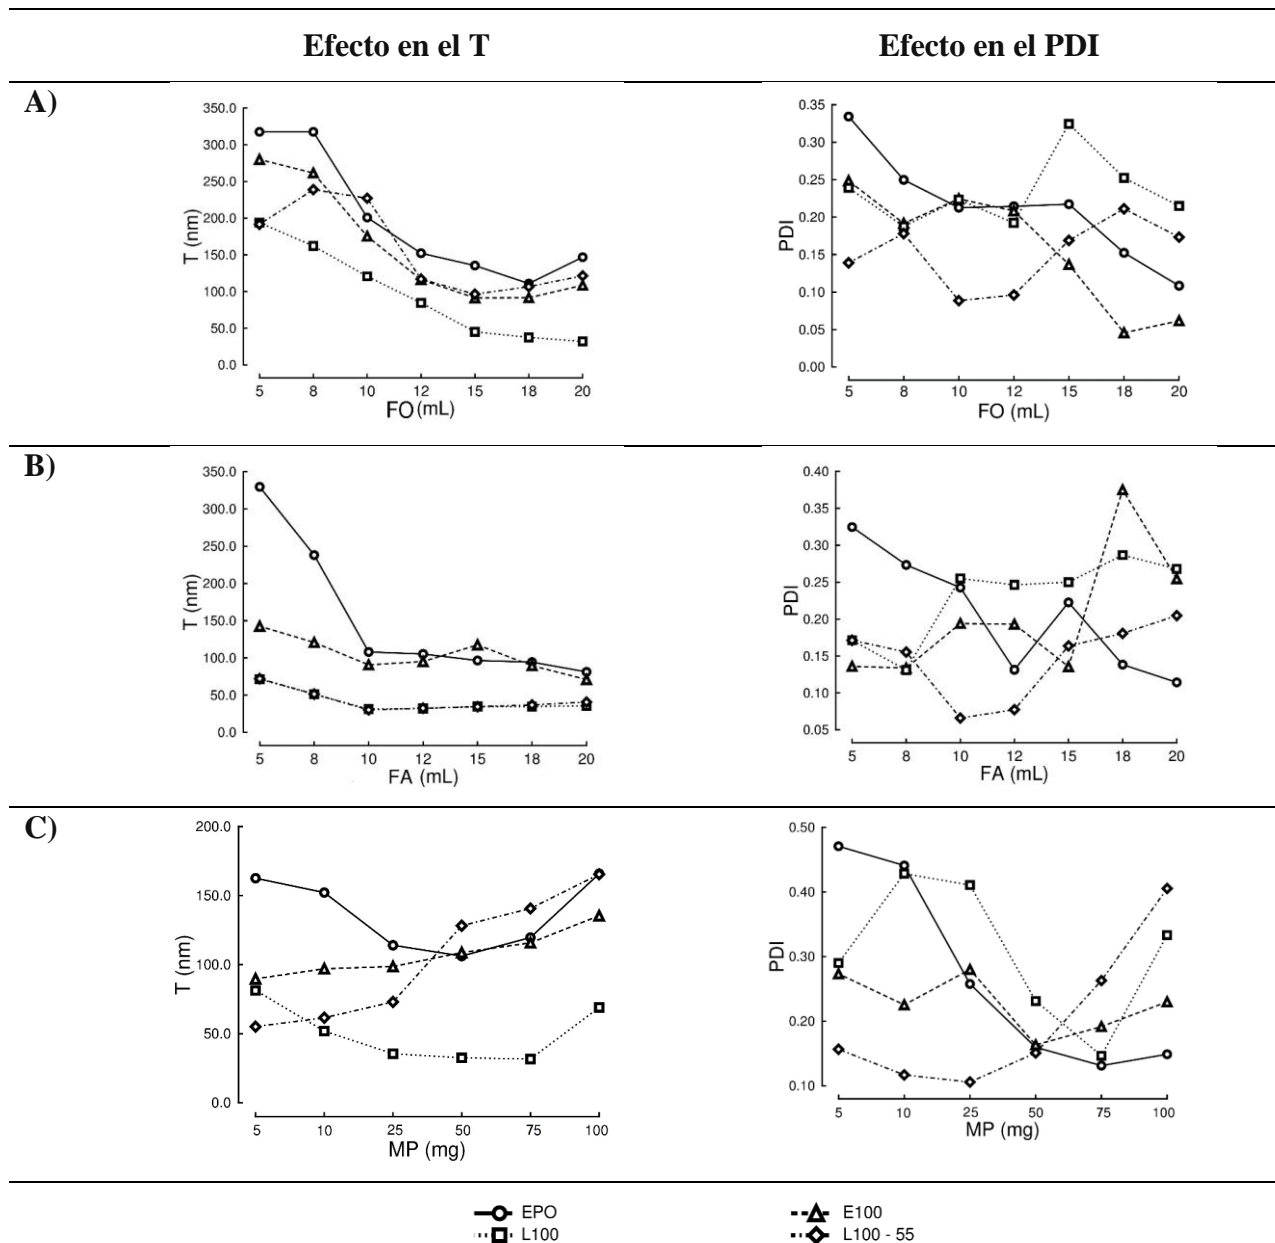 Efecto en el T
Efecto en el PDI
A)
350.0
300.0
250.0
200.0
150.0
100.0
50.0
0.0
T (nm)
5 8 10 12 15 18 20
FO (mL)
0.35
0.30
0.25
0.20
0.15
0.10
0.05
0.00
PDI
5 8 10 12 15 18 20
FO (mL)
B)
350.0
300.0
250.0
200.0
150.0
100.0
50.0
0.0
T (nm)
5 8 10 12 15 18 20
FA (mL)
0.40
0.35
0.30
0.25
0.20
0.15
0.10
0.05
PDI
5 8 10 12 15 18 20
FA (mL)
C)
200.0
150.0
100.0
50.0
0.0
T (nm)
5 10 25 50 75 100
MP (mg)
0.50
0.40
0.30
0.20
0.10
PDI
5 10 25 50 75 100
MP (mg)
EPO
E100
L100
L100 - 55